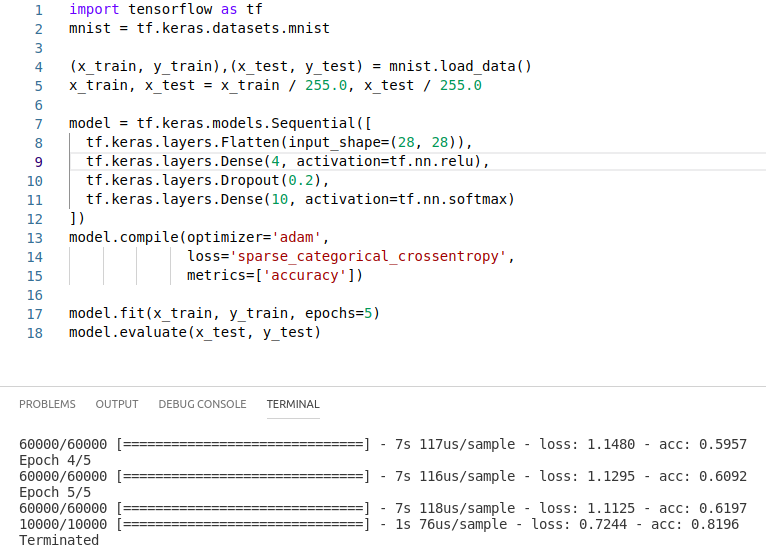 1 import tensorflow as tf
2 mnist = tf.keras.datasets.mnist
3
4 (x_train, y_train),(x_test, y_test) = mnist.load_data()
5 x_train, x_test = x_train / 255.0, x_test / 255.0
6
7 model = tf.keras.models.Sequential([
8   tf.keras.layers.Flatten(input_shape=(28, 28)),
9   tf.keras.layers.Dense(4, activation=tf.nn.relu),
10   tf.keras.layers.Dropout(0.2),
11   tf.keras.layers.Dense(10, activation=tf.nn.softmax)
12 ])
13 model.compile(optimizer='adam',
14               loss='sparse_categorical_crossentropy',
15               metrics=['accuracy'])
16
17 model.fit(x_train, y_train, epochs=5)
18 model.evaluate(x_test, y_test)
PROBLEMS OUTPUT DEBUG CONSOLE TERMINAL
60000/60000 [==============================] - 7s 117us/sample - loss: 1.1480 - acc: 0.5957
Epoch 4/5
60000/60000 [==============================] - 7s 116us/sample - loss: 1.1295 - acc: 0.6092
Epoch 5/5
60000/60000 [==============================] - 7s 118us/sample - loss: 1.1125 - acc: 0.6197
10000/10000 [==============================] - 1s 76us/sample - loss: 0.7244 - acc: 0.8196
Terminated